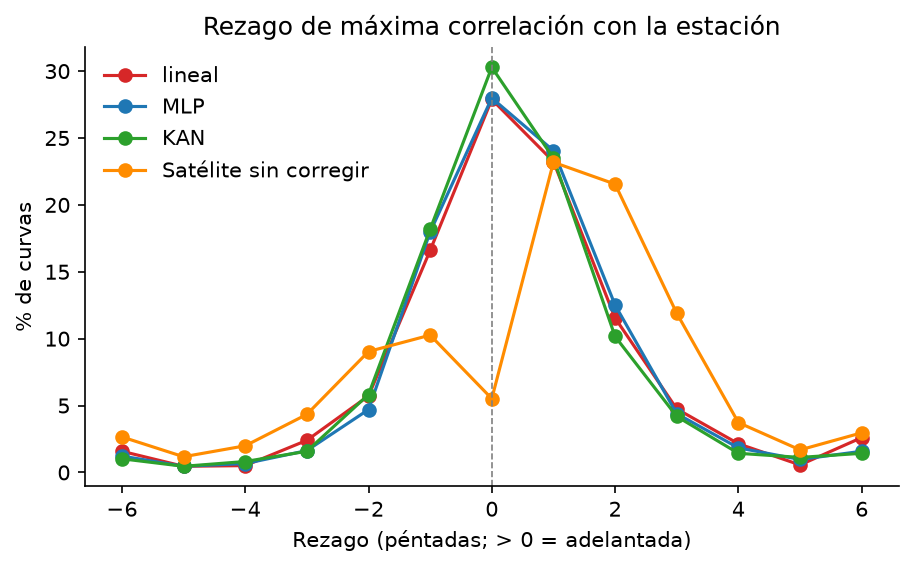 Rezago de máxima correlación con la estación
lineal
MLP
KAN
Satélite sin corregir
% de curvas
30
25
20
15
10
5
0
−6 −4 −2 0 2 4 6
Rezago (péntadas; > 0 = adelantada)